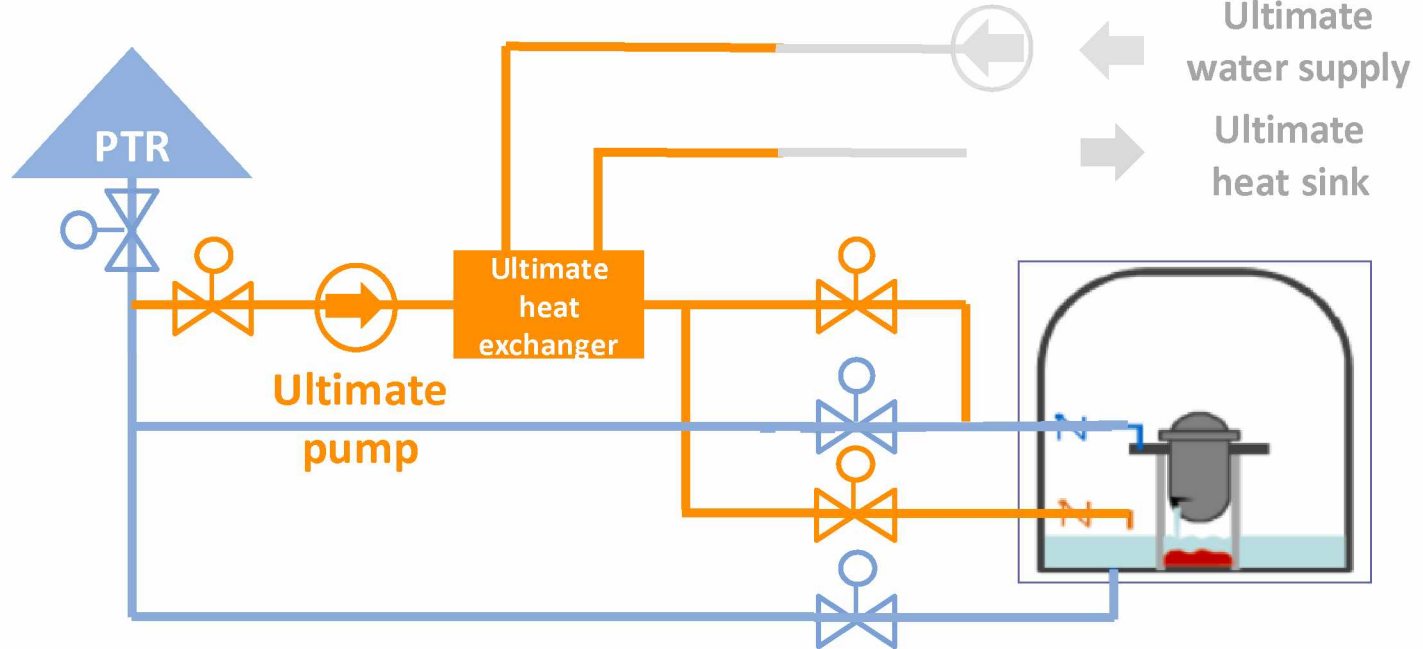 Ultimate
water supply
Ultimate
heat sink
PTR
Ultimate
heat
exchanger
Ultimate
pump